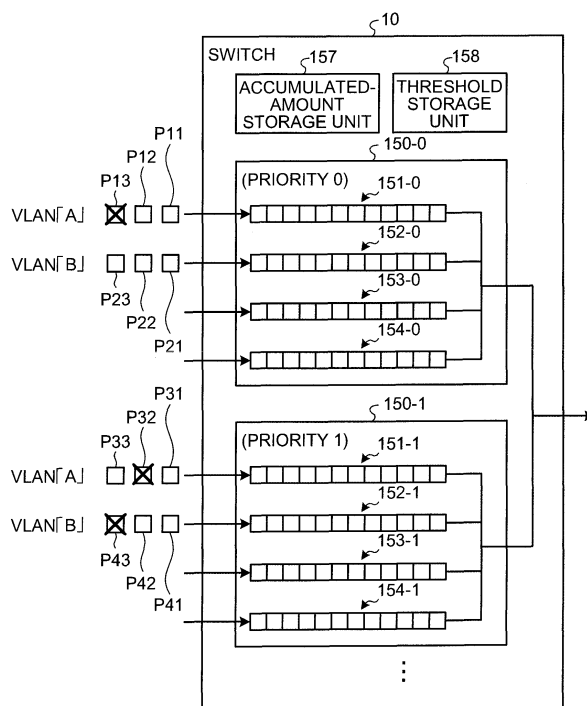 10
SWITCH
157
158
ACCUMULATED-
AMOUNT
STORAGE UNIT
THRESHOLD
STORAGE
UNIT
150-0
P11
P12
P13
(PRIORITY 0)
151-0
VLAN「A」
152-0
VLAN「B」
P23
P22
P21
153-0
154-0
150-1
P31
P32
P33
(PRIORITY 1)
151-1
VLAN「A」
152-1
VLAN「B」
P43
P42
P41
153-1
154-1